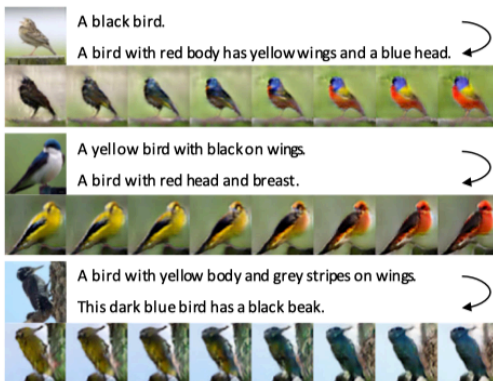 A black bird.
A bird with red body has yellow wings and a blue head.
A yellow bird with black on wings.
A bird with red head and breast.
A bird with yellow body and grey stripes on wings.
This dark blue bird has a black beak.